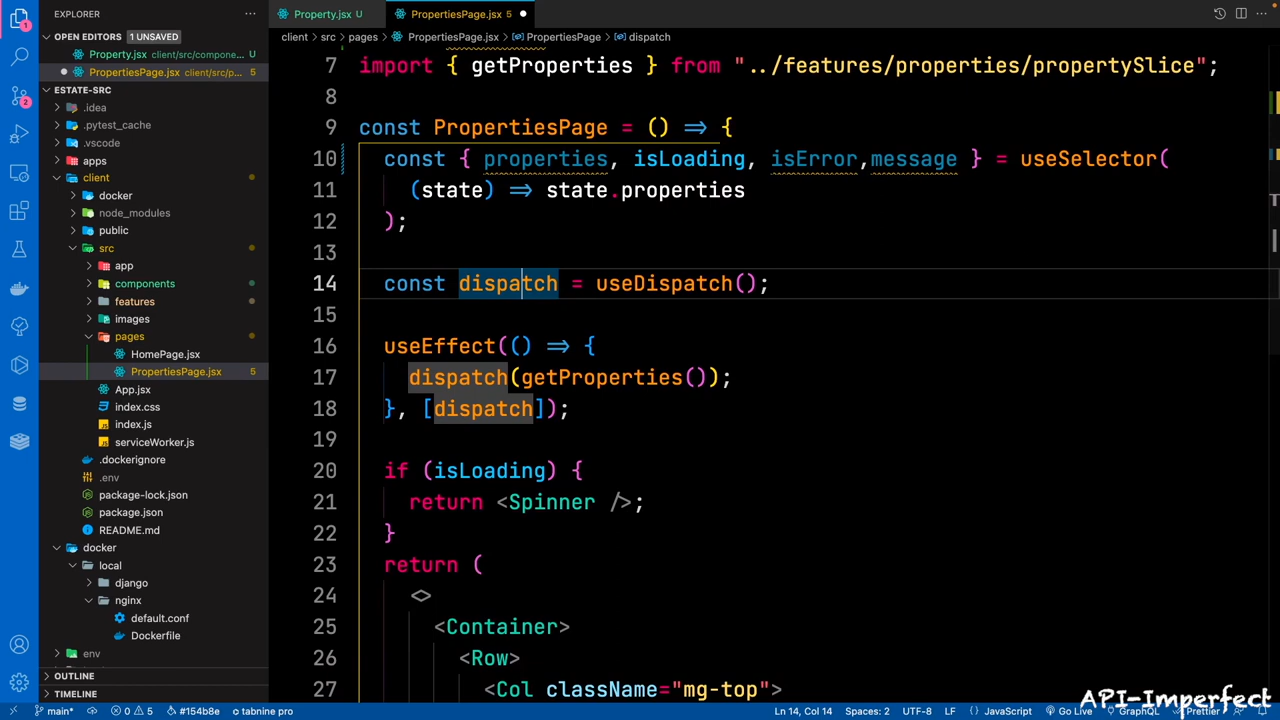 EXPLORER
OPEN EDITORS 1 UNSAVED
Property.jsx client/src/compone... U
PropertiesPage.jsx client/src/p... 5
ESTATE-SRC
.idea
.pytest_cache
.vscode
apps
client
docker
node_modules
public
src
app
components
features
images
pages
HomePage.jsx
PropertiesPage.jsx 5
App.jsx
index.css
index.js
serviceWorker.js
.dockerignore
.env
package-lock.json
package.json
README.md
docker
local
django
nginx
default.conf
Dockerfile
env
OUTLINE
TIMELINE
Property.jsx U
PropertiesPage.jsx 5
client > src > pages > PropertiesPage.jsx > PropertiesPage > dispatch
7 import { getProperties } from "../features/properties/propertySlice";
8
9 const PropertiesPage = () => {
10 const { properties, isLoading, isError,message } = useSelector(
11 (state) => state.properties
12 );
13
14 const dispatch = useDispatch();
15
16 useEffect(() => {
17 dispatch(getProperties());
18 }, [dispatch]);
19
20 if (isLoading) {
21 return <Spinner />;
22 }
23 return (
24 <>
25 <Container>
26 <Row>
27 <Col className="mg-top">
API-Imperfect
main* 0 5 #154b8e tabnine pro Ln 14, Col 14 Spaces: 2 UTF-8 LF JavaScript Go Live GraphQL Prettier
1
2